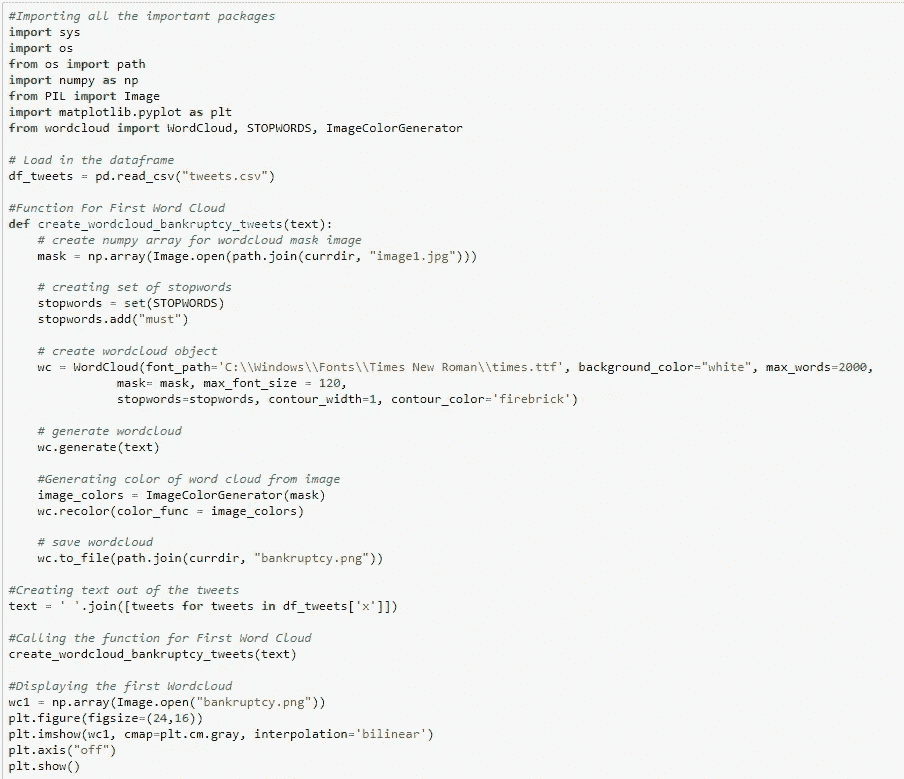 #Importing all the important packages
import sys
import os
from os import path
import numpy as np
from PIL import Image
import matplotlib.pyplot as plt
from wordcloud import WordCloud, STOPWORDS, ImageColorGenerator
# Load in the dataframe
df_tweets = pd.read_csv("tweets.csv")
#Function For First Word Cloud
def create_wordcloud_bankruptcy_tweets(text):
# create numpy array for wordcloud mask image
mask = np.array(Image.open(path.join(currdir, "image1.jpg")))
# creating set of stopwords
stopwords = set(STOPWORDS)
stopwords.add("must")
# create wordcloud object
wc = WordCloud(font_path='C:\\Windows\\Fonts\\Times New Roman\\times.ttf', background_color="white", max_words=2000,
mask= mask, max_font_size = 120,
stopwords=stopwords, contour_width=1, contour_color='firebrick')
# generate wordcloud
wc.generate(text)
#Generating color of word cloud from image
image_colors = ImageColorGenerator(mask)
wc.recolor(color_func = image_colors)
# save wordcloud
wc.to_file(path.join(currdir, "bankruptcy.png"))
#Creating text out of the tweets
text = ' '.join([tweets for tweets in df_tweets['x']])
#Calling the function for First Word Cloud
create_wordcloud_bankruptcy_tweets(text)
#Displaying the first Wordcloud
wc1 = np.array(Image.open("bankruptcy.png"))
plt.figure(figsize=(24,16))
plt.imshow(wc1, cmap=plt.cm.gray, interpolation='bilinear')
plt.axis("off")
plt.show()